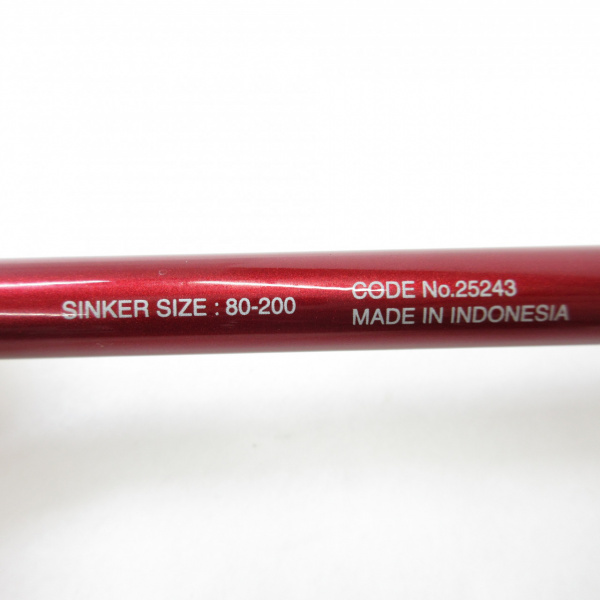 SINKER SIZE : 80-200
CODE No.25243
MADE IN INDONESIA